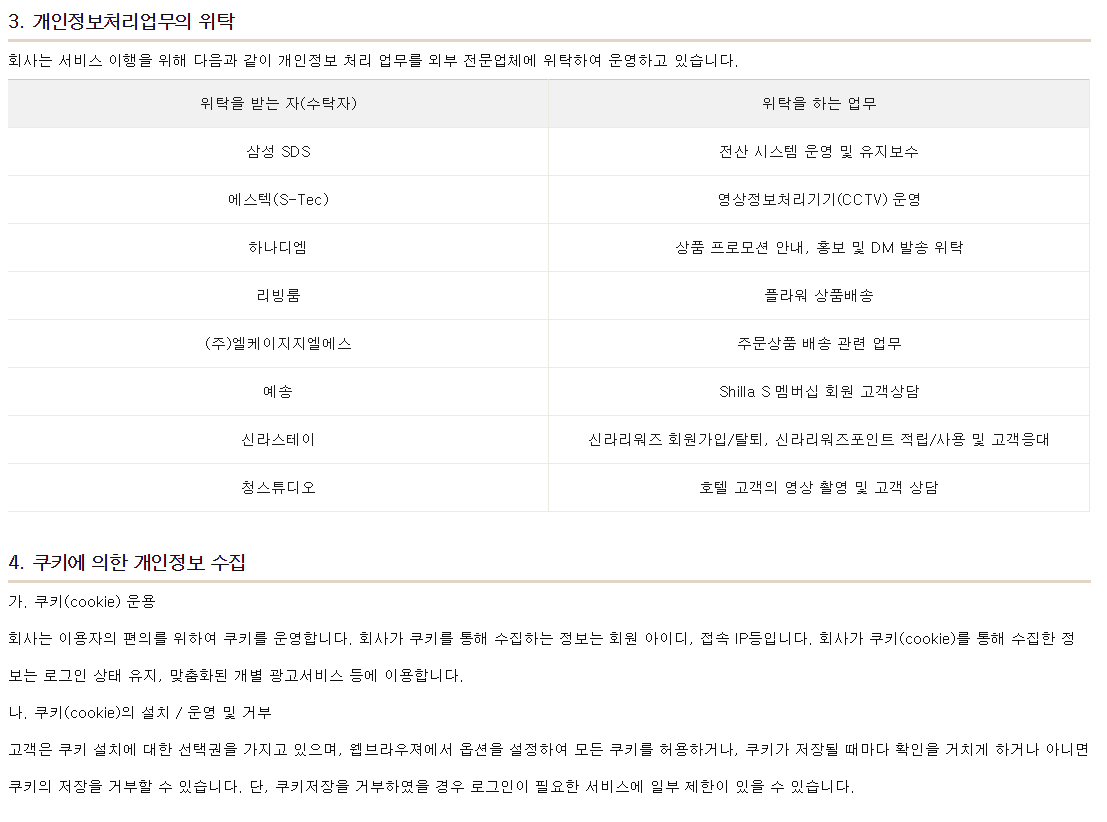 3. 개인정보처리업무의 위탁
회사는 서비스 이행을 위해 다음과 같이 개인정보 처리 업무를 외부 전문업체에 위탁하여 운영하고 있습니다.
위탁을 받는 자(수탁자) 위탁을 하는 업무
삼성 SDS 전산 시스템 운영 및 유지보수
에스텍(S-Tec) 영상정보처리기기(CCTV) 운영
하나디엠 상품 프로모션 안내, 홍보 및 DM 발송 위탁
리빙룸 플라워 상품배송
(주)엘케이지지엘에스 주문상품 배송 관련 업무
예송 Shilla S 멤버십 회원 고객상담
신라스테이 신라리워즈 회원가입/탈퇴, 신라리워즈포인트 적립/사용 및 고객응대
청스튜디오 호텔 고객의 영상 촬영 및 고객 상담
4. 쿠키에 의한 개인정보 수집
가. 쿠키(cookie) 운용
회사는 이용자의 편의를 위하여 쿠키를 운영합니다. 회사가 쿠키를 통해 수집하는 정보는 회원 아이디, 접속 IP등입니다. 회사가 쿠키(cookie)를 통해 수집한 정
보는 로그인 상태 유지, 맞춤화된 개별 광고서비스 등에 이용합니다.
나. 쿠키(cookie)의 설치 / 운영 및 거부
고객은 쿠키 설치에 대한 선택권을 가지고 있으며, 웹브라우져에서 옵션을 설정하여 모든 쿠키를 허용하거나, 쿠키가 저장될 때마다 확인을 거치게 하거나 아니면
쿠키의 저장을 거부할 수 있습니다. 단, 쿠키저장을 거부하였을 경우 로그인이 필요한 서비스에 일부 제한이 있을 수 있습니다.